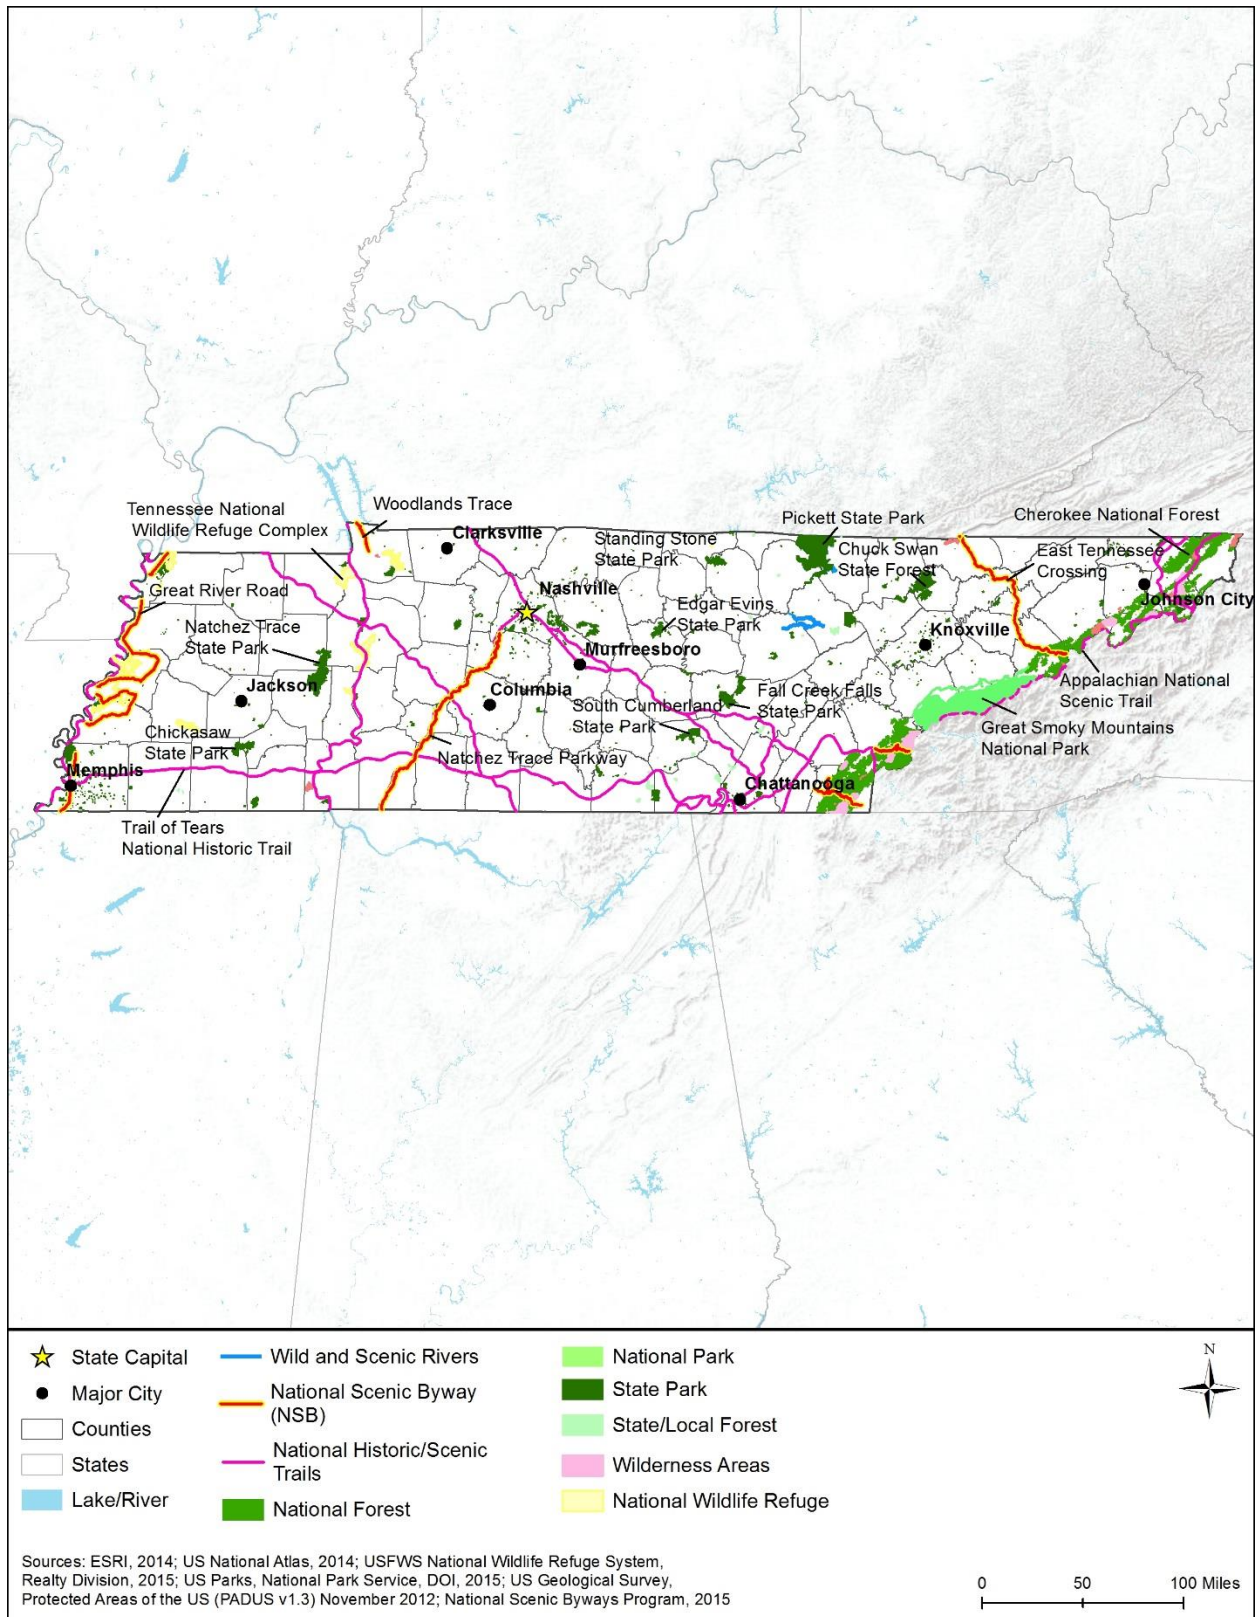 Tennessee National
Wildlife Refuge Complex
Woodlands Trace
Clarksville
Standing Stone
State Park
Pickett State Park
Chuck Swan
State Forest
Cherokee National Forest
East Tennessee
Crossing
Johnson City
Great River Road
Nashville
Natchez Trace
State Park
Edgar Evins
State Park
Knoxville
Murfreesboro
Jackson
Columbia
Fall Creek Falls
State Park
South Cumberland
State Park
Appalachian National
Scenic Trail
Great Smoky Mountains
National Park
Chickasaw
State Park
Natchez Trace Parkway
Memphis
Chattanooga
Trail of Tears
National Historic Trail
State Capital
Major City
Counties
States
Lake/River
Wild and Scenic Rivers
National Scenic Byway
(NSB)
National Historic/Scenic
Trails
National Forest
National Park
State Park
State/Local Forest
Wilderness Areas
National Wildlife Refuge
N
Sources: ESRI, 2014; US National Atlas, 2014; USFWS National Wildlife Refuge System,
Realty Division, 2015; US Parks, National Park Service, DOI, 2015; US Geological Survey,
Protected Areas of the US (PADUS v1.3) November 2012; National Scenic Byways Program, 2015
0 50 100 Miles